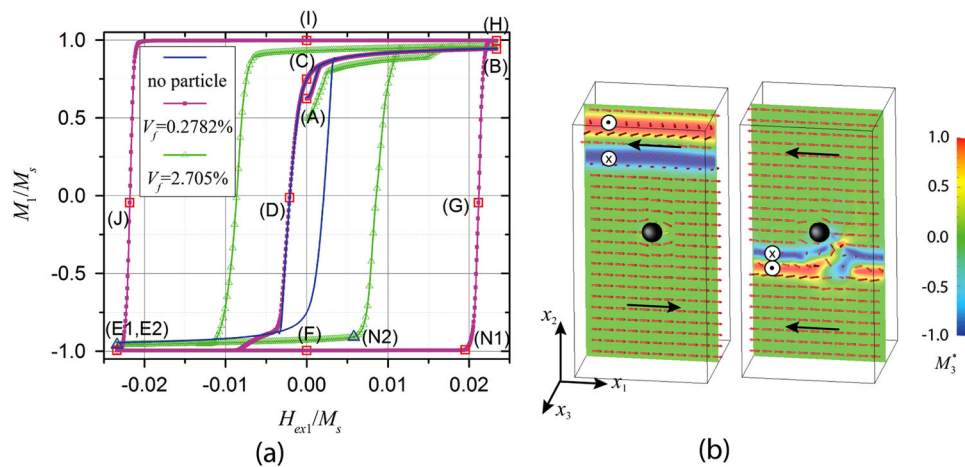 (a)
(I)
(H)
1.0
(C)
(B)
no particle
0.5
(A)
V_f=0.2782%
V_f=2.705%
M_1/M_s
0.0
(D)
(J)
(G)
-0.5
(E1,E2)
(F)
(N2)
(N1)
-1.0
-0.02 -0.01 0.00 0.01 0.02
H_ex1/M_s
(a)
x
x
x_2
x_1
x_3
1.0
0.5
0.0
-0.5
-1.0
M_3^*
(b)